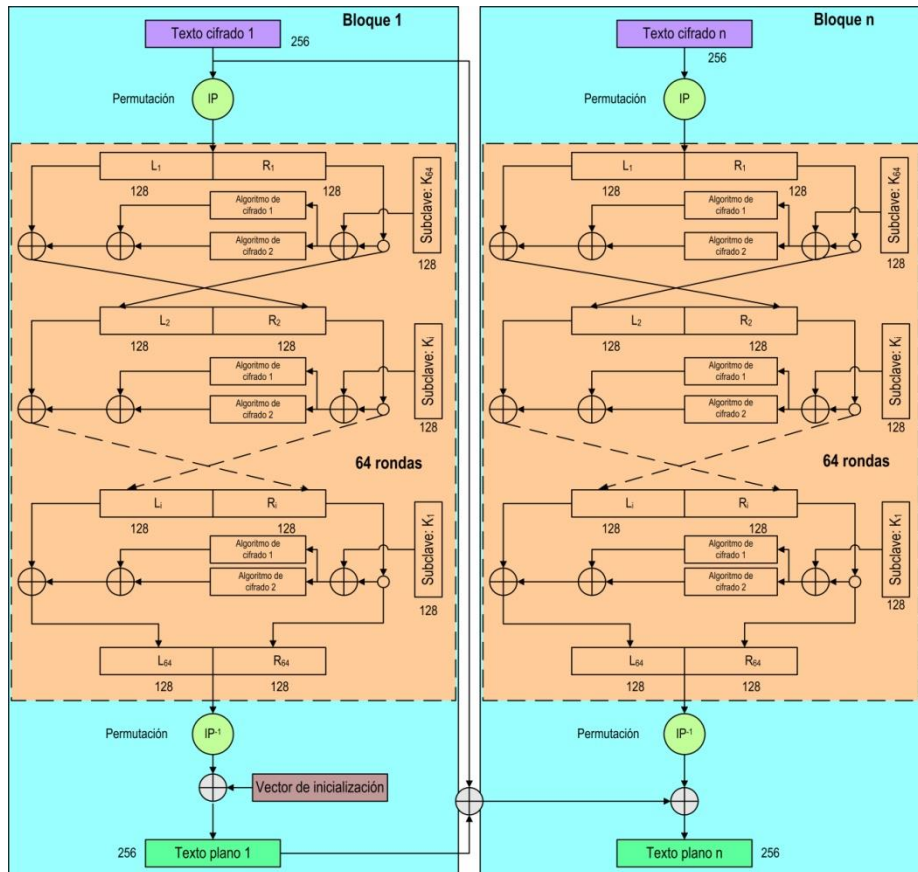 Bloque 1
Texto cifrado 1
256
Permutación
IP
L1
R1
128
128
Subclave: K64
128
Algoritmo de
cifrado 1
Algoritmo de
cifrado 2
L2
R2
128
128
Subclave: Ki
128
Algoritmo de
cifrado 1
Algoritmo de
cifrado 2
64 rondas
Li
Ri
128
128
Subclave: K1
128
Algoritmo de
cifrado 1
Algoritmo de
cifrado 2
L64
R64
128
128
Permutación
IP-1
Vector de inicialización
256
Texto plano 1
Bloque n
Texto cifrado n
256
Permutación
IP
L1
R1
128
128
Subclave: K64
128
Algoritmo de
cifrado 1
Algoritmo de
cifrado 2
L2
R2
128
128
Subclave: Ki
128
Algoritmo de
cifrado 1
Algoritmo de
cifrado 2
64 rondas
Li
Ri
128
128
Subclave: K1
128
Algoritmo de
cifrado 1
Algoritmo de
cifrado 2
L64
R64
128
128
Permutación
IP-1
Texto plano n
256